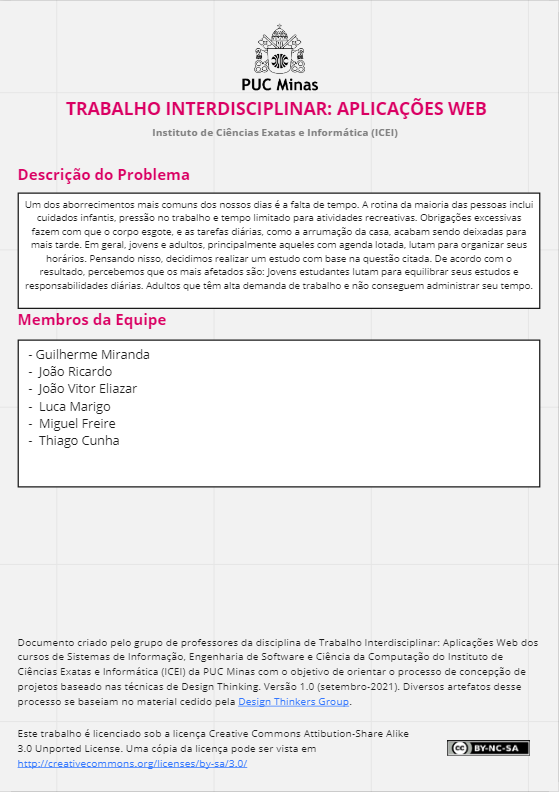 PUC Minas
TRABALHO INTERDISCIPLINAR: APLICAÇÕES WEB
Instituto de Ciências Exatas e Informática (ICEI)
Descrição do Problema
Um dos aborrecimentos mais comuns dos nossos dias é a falta de tempo. A rotina da maioria das pessoas inclui
cuidados infantis, pressão no trabalho e tempo limitado para atividades recreativas. Obrigações excessivas
fazem com que o corpo esgote, e as tarefas diárias, como a arrumação da casa, acabam sendo deixadas para
mais tarde. Em geral, jovens e adultos, principalmente aqueles com agenda lotada, lutam para organizar seus
horários. Pensando nisso, decidimos realizar um estudo com base na questão citada. De acordo com o
resultado, percebemos que os mais afetados são: Jovens estudantes lutam para equilibrar seus estudos e
responsabilidades diárias. Adultos que têm alta demanda de trabalho e não conseguem administrar seu tempo.
Membros da Equipe
- Guilherme Miranda
- João Ricardo
- João Vitor Eliazar
- Luca Marigo
- Miguel Freire
- Thiago Cunha
Documento criado pelo grupo de professores da disciplina de Trabalho Interdisciplinar: Aplicações Web dos
cursos de Sistemas de Informação, Engenharia de Software e Ciência da Computação do Instituto de
Ciências Exatas e Informática (ICEI) da PUC Minas com o objetivo de orientar o processo de concepção de
projetos baseado nas técnicas de Design Thinking. Versão 1.0 (setembro-2021). Diversos artefatos desse
processo se baseiam no material cedido pela Design Thinkers Group.
Este trabalho é licenciado sob a licença Creative Commons Attibution-Share Alike
3.0 Unported License. Uma cópia da licença pode ser vista em
http://creativecommons.org/licenses/by-sa/3.0/
cc BY-NC-SA